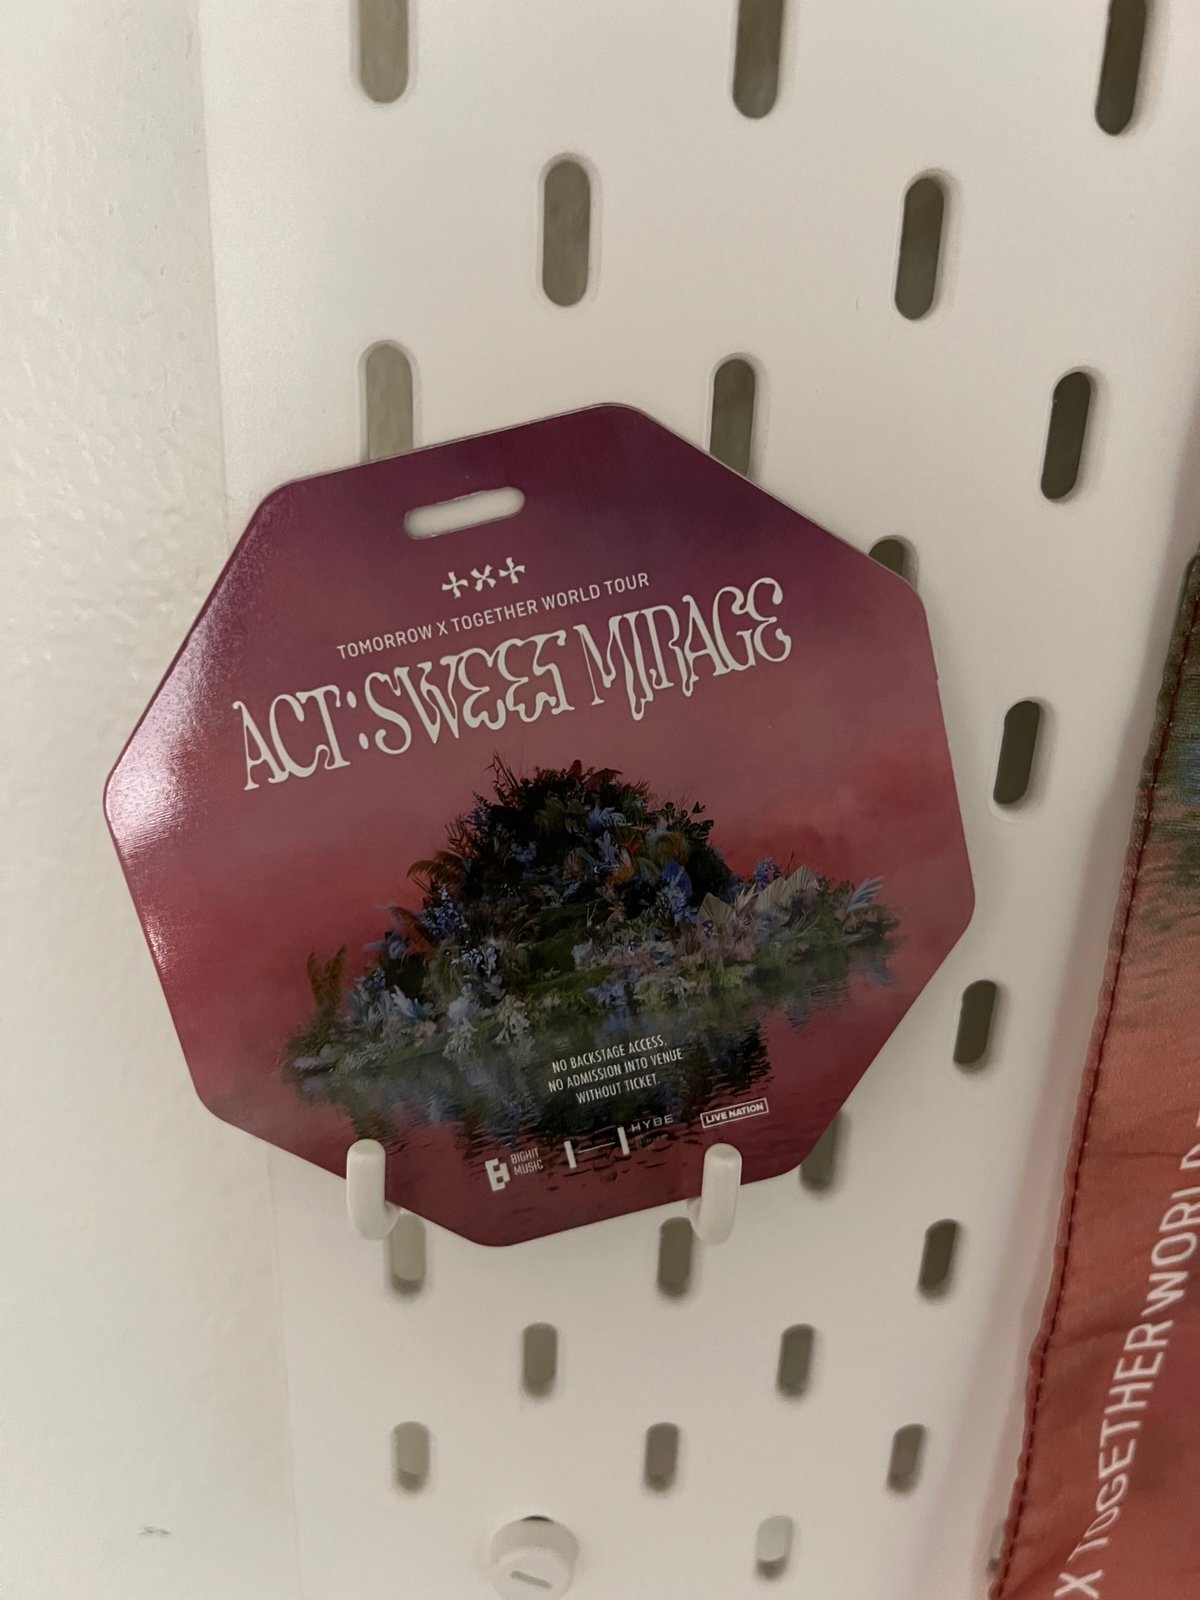 TOMORROW X TOGETHER WORLD TOUR
ACT:SWEET MIRAGE
NO BACKSTAGE ACCESS,
NO ADMISSION INTO VENUE
WITHOUT TICKET.
BIGHIT
MUSIC
HYBE
LIVE NATION
X TOGETHER WORLD